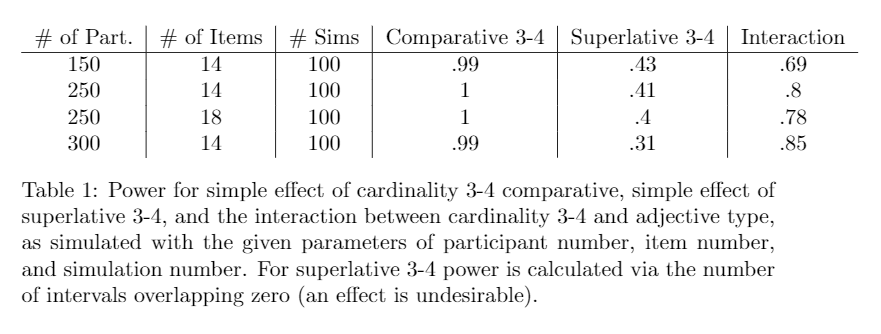 # of Part. # of Items # Sims Comparative 3-4 Superlative 3-4 Interaction
150 14 100 .99 .43 .69
250 14 100 1 .41 .8
250 18 100 1 .4 .78
300 14 100 .99 .31 .85
Table 1: Power for simple effect of cardinality 3-4 comparative, simple effect of
superlative 3-4, and the interaction between cardinality 3-4 and adjective type,
as simulated with the given parameters of participant number, item number,
and simulation number. For superlative 3-4 power is calculated via the number
of intervals overlapping zero (an effect is undesirable).